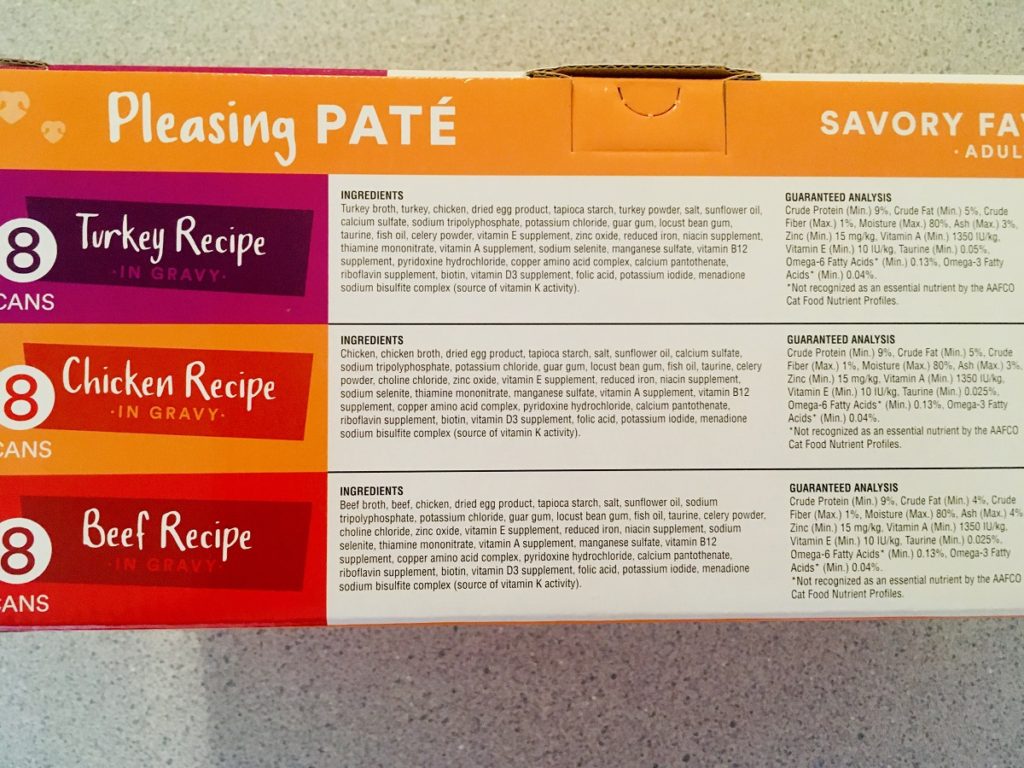 Pleasing PATÉ
SAVORY
· ADUL
8
CANS
Turkey Recipe
· IN GRAVY ·
INGREDIENTS
Turkey broth, turkey, chicken, dried egg product, tapioca starch, turkey powder, salt, sunflower oil,
calcium sulfate, sodium tripolyphosphate, potassium chloride, guar gum, locust bean gum,
taurine, fish oil, celery powder, vitamin E supplement, zinc oxide, reduced iron, niacin supplement,
thiamine mononitrate, vitamin A supplement, sodium selenite, manganese sulfate, vitamin B12
supplement, pyridoxine hydrochloride, copper amino acid complex, calcium pantothenate,
riboflavin supplement, biotin, vitamin D3 supplement, folic acid, potassium iodide, menadione
sodium bisulfite complex (source of vitamin K activity).
GUARANTEED ANALYSIS
Crude Protein (Min.) 9%, Crude Fat (Min.) 5%, Crude
Fiber (Max.) 1%, Moisture (Max.) 80%, Ash (Max.) 3%,
Zinc (Min.) 15 mg/kg, Vitamin A (Min.) 1350 IU/kg,
Vitamin E (Min.) 10 IU/kg, Taurine (Min.) 0.05%,
Omega-6 Fatty Acids* (Min.) 0.13%, Omega-3 Fatty
Acids* (Min.) 0.04%.
*Not recognized as an essential nutrient by the AAFCO
Cat Food Nutrient Profiles.
8
CANS
Chicken Recipe
· IN GRAVY ·
INGREDIENTS
Chicken, chicken broth, dried egg product, tapioca starch, salt, sunflower oil, calcium sulfate,
sodium tripolyphosphate, potassium chloride, guar gum, locust bean gum, fish oil, taurine, celery
powder, choline chloride, zinc oxide, vitamin E supplement, reduced iron, niacin supplement,
sodium selenite, thiamine mononitrate, manganese sulfate, vitamin A supplement, vitamin B12
supplement, copper amino acid complex, pyridoxine hydrochloride, calcium pantothenate,
riboflavin supplement, biotin, vitamin D3 supplement, folic acid, potassium iodide, menadione
sodium bisulfite complex (source of vitamin K activity).
GUARANTEED ANALYSIS
Crude Protein (Min.) 9%, Crude Fat (Min.) 5%, Crude
Fiber (Max.) 1%, Moisture (Max.) 80%, Ash (Max.) 3%,
Zinc (Min.) 15 mg/kg, Vitamin A (Min.) 1350 IU/kg,
Vitamin E (Min.) 10 IU/kg, Taurine (Min.) 0.025%,
Omega-6 Fatty Acids* (Min.) 0.13%, Omega-3 Fatty
Acids* (Min.) 0.04%.
*Not recognized as an essential nutrient by the AAFCO
Cat Food Nutrient Profiles.
8
CANS
Beef Recipe
· IN GRAVY ·
INGREDIENTS
Beef broth, beef, chicken, dried egg product, tapioca starch, salt, sunflower oil, sodium
tripolyphosphate, potassium chloride, guar gum, locust bean gum, fish oil, taurine, celery powder,
choline chloride, zinc oxide, vitamin E supplement, reduced iron, niacin supplement, sodium
selenite, thiamine mononitrate, vitamin A supplement, manganese sulfate, vitamin B12
supplement, copper amino acid complex, pyridoxine hydrochloride, calcium pantothenate,
riboflavin supplement, biotin, vitamin D3 supplement, folic acid, potassium iodide, menadione
sodium bisulfite complex (source of vitamin K activity).
GUARANTEED ANALYSIS
Crude Protein (Min.) 9%, Crude Fat (Min.) 4%, Crude
Fiber (Max.) 1%, Moisture (Max.) 80%, Ash (Max.) 4%
Zinc (Min.) 15 mg/kg, Vitamin A (Min.) 1350 IU/kg,
Vitamin E (Min.) 10 IU/kg, Taurine (Min.) 0.025%,
Omega-6 Fatty Acids* (Min.) 0.13%, Omega-3 Fatty
Acids* (Min.) 0.04%.
*Not recognized as an essential nutrient by the AAFCO
Cat Food Nutrient Profiles.